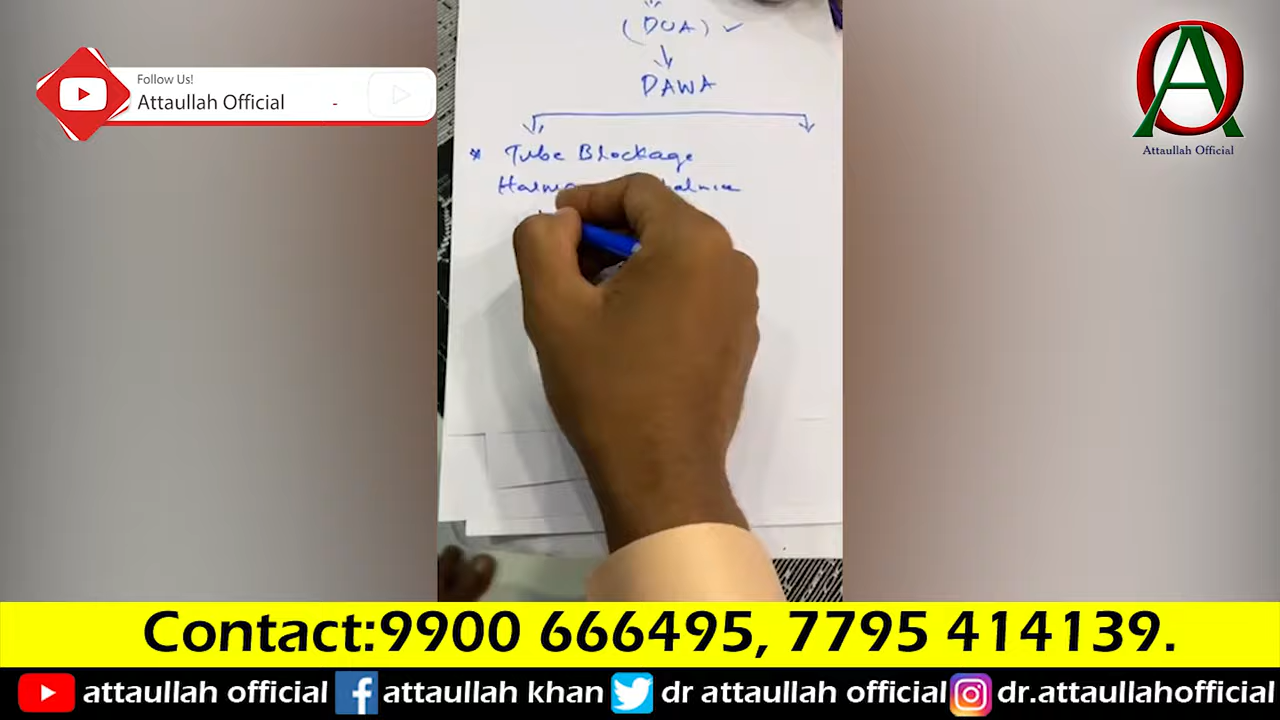 (DUA) ✓
DAWA
* Tube Blockage
Follow Us!
Attaullah Official
Attaullah Official
Contact:9900 666495, 7795 414139.
attaullah official
attaullah khan
dr attaullah official
dr.attaullahofficial